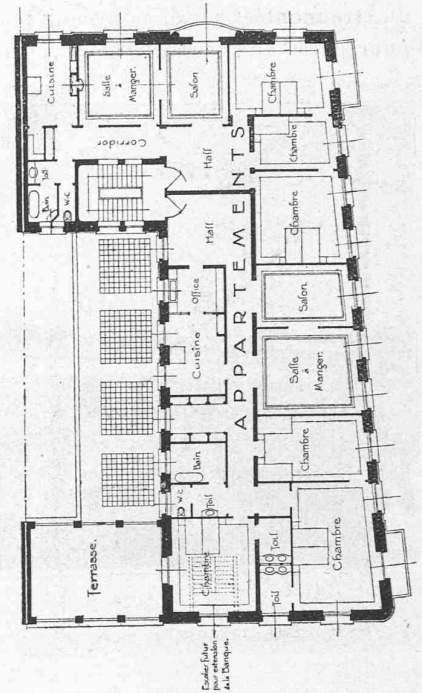 Cuisine
Salle
à
Manger.
Salon
Chambre
Corridor
Chambre
Toil.
Hall
Bain
W.C.
Chambre
Hall
APPARTEMENTS
Office
Salon
Cuisine
Salle
à
Manger.
Bain
Chambre
W.C.
Toil.
Terrasse.
Chambre
Toil.
Chambre
Toil
Escalier futur
pour extension
de la Banque.